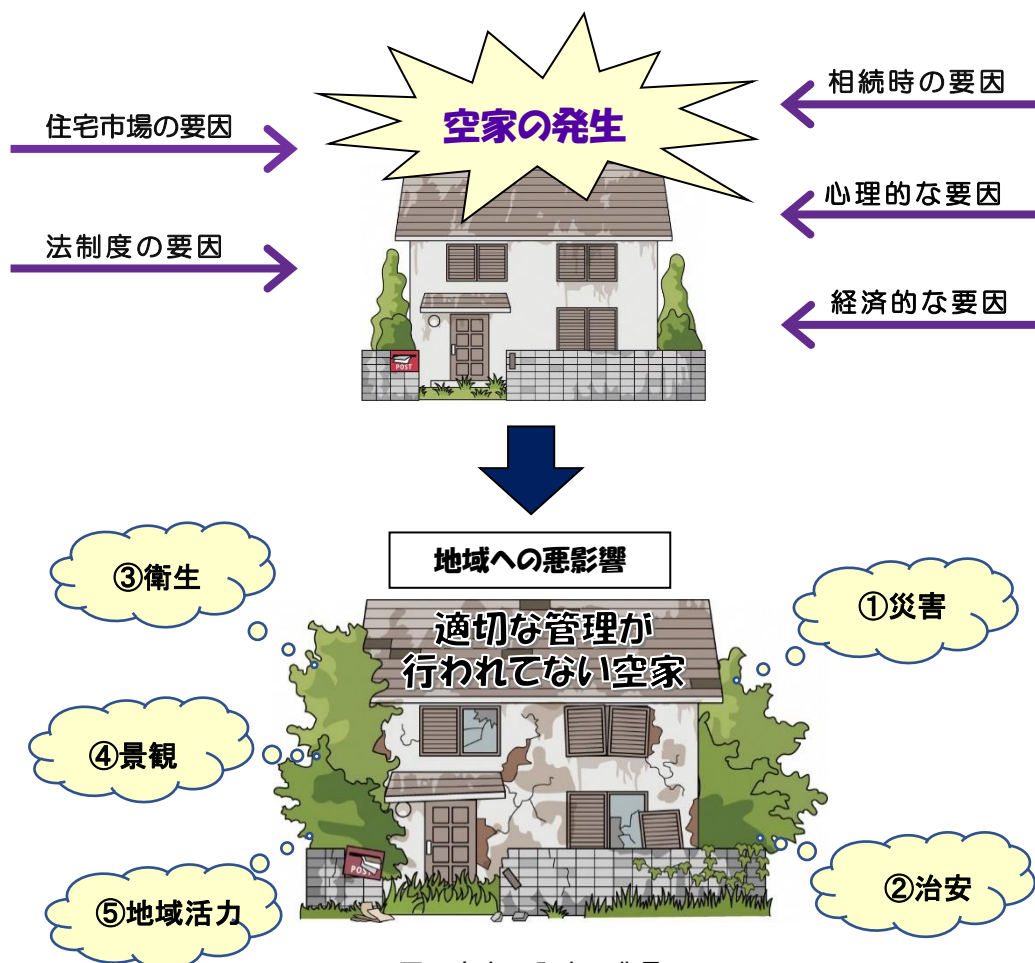 空家の発生
住宅市場の要因
法制度の要因
相続時の要因
心理的な要因
経済的な要因
POST
地域への悪影響
適切な管理が
行われてない空家
③衛生
①災害
④景観
②治安
⑤地域活力
POST